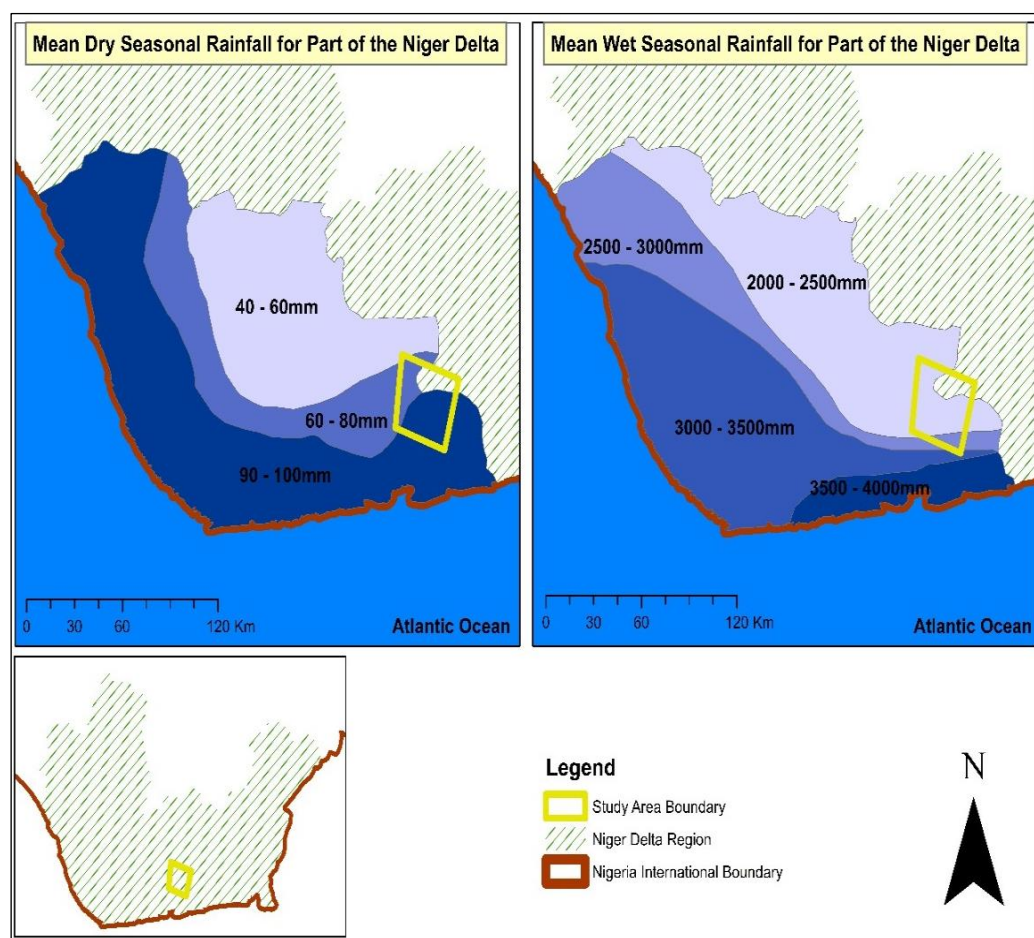 Mean Dry Seasonal Rainfall for Part of the Niger Delta
40 - 60mm
60 - 80mm
90 - 100mm
0 30 60 120 Km
Atlantic Ocean
Mean Wet Seasonal Rainfall for Part of the Niger Delta
2500 - 3000mm
2000 - 2500mm
3000 - 3500mm
3500 - 4000mm
0 30 60 120 Km
Atlantic Ocean
Legend
Study Area Boundary
Niger Delta Region
Nigeria International Boundary
N